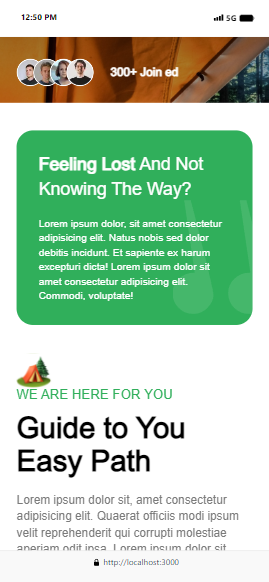 12:50 PM
5G
300+ Join ed
Feeling Lost And Not
Knowing The Way?
Lorem ipsum dolor, sit amet consectetur
adipisicing elit. Natus nobis sed dolor
debitis incidunt. Et sapiente ex harum
excepturi dicta! Lorem ipsum dolor sit
amet consectetur adipisicing elit.
Commodi, voluptate!
WE ARE HERE FOR YOU
Guide to You
Easy Path
Lorem ipsum dolor sit, amet consectetur
adipisicing elit. Quaerat officiis modi ipsum
velit reprehenderit qui corrupti molestiae
aperiam odit ipsa. Lorem ipsum dolor sit
http://localhost:3000